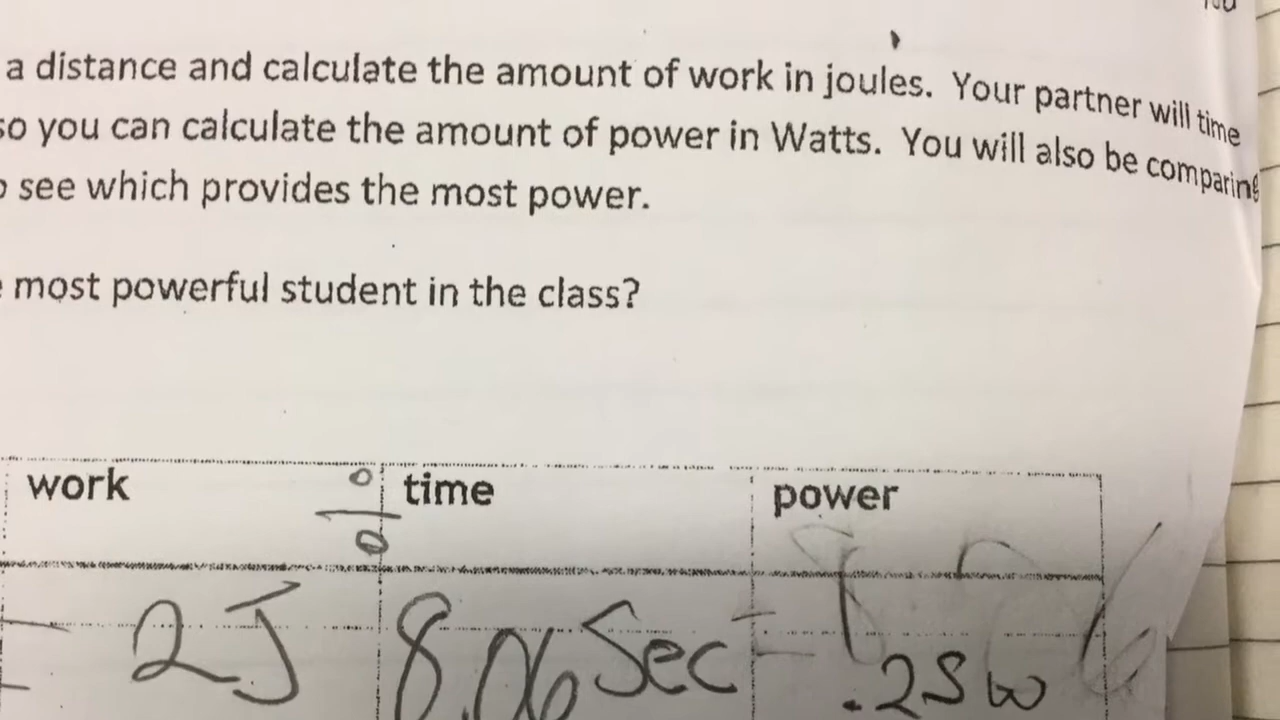 a distance and calculate the amount of work in joules. Your partner will time
so you can calculate the amount of power in Watts. You will also be comparing
see which provides the most power.
most powerful student in the class?
work ÷ time power
= 2J 8.06 Sec = .25 W